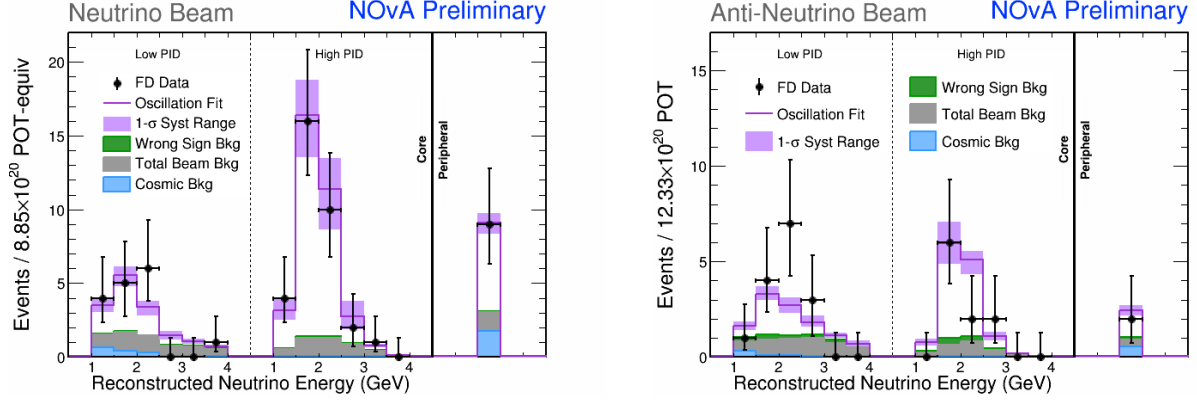 Neutrino Beam NOvA Preliminary
Low PID High PID
FD Data
Oscillation Fit
1-σ Syst Range
Wrong Sign Bkg
Total Beam Bkg
Cosmic Bkg
Core
Peripheral
Events / 8.85×10²⁰ POT-equiv
20
15
10
5
0
1 2 3 4 1 2 3 4
Reconstructed Neutrino Energy (GeV)
Anti-Neutrino Beam NOvA Preliminary
Low PID High PID
FD Data
Oscillation Fit
1-σ Syst Range
Wrong Sign Bkg
Total Beam Bkg
Cosmic Bkg
Core
Peripheral
Events / 12.33×10²⁰ POT
15
10
5
0
1 2 3 4 1 2 3 4
Reconstructed Neutrino Energy (GeV)